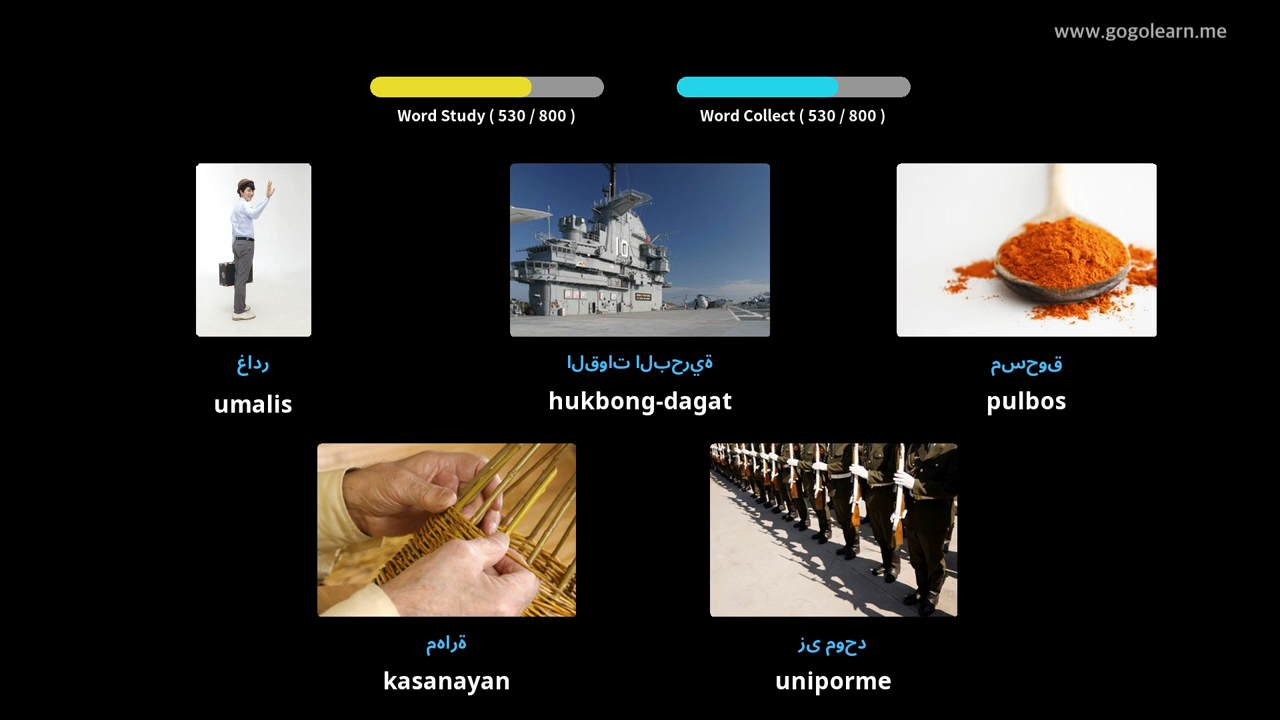 www.gogolearn.me
Word Study ( 530 / 800 )
Word Collect ( 530 / 800 )
غادر
القوات البحرية
مسحوق
umalis
hukbong-dagat
pulbos
مهارة
زى موحد
kasanayan
uniporme